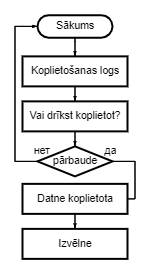 Sākums
Koplietošanas logs
Vai drīkst koplietot?
нет
да
pārbaude
Datne koplietota
Izvēlne